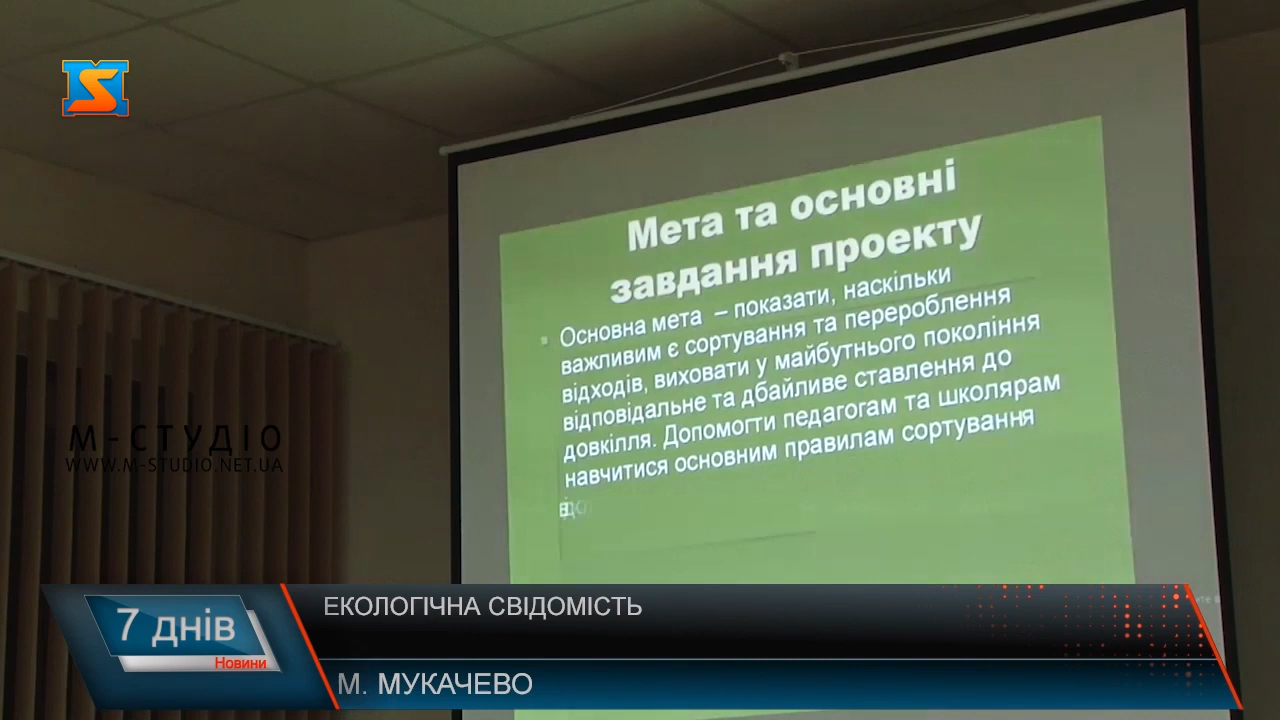 Мета та основні
завдання проекту
Основна мета – показати, наскільки
важливим є сортування та перероблення
відходів, виховати у майбутнього покоління
відповідальне та дбайливе ставлення до
довкілля. Допомогти педагогам та школярам
навчитися основним правилам сортування
М-СТУДІО
WWW.M-STUDIO.NET.UA
7 днів
Новини
ЕКОЛОГІЧНА СВІДОМІСТЬ
М. МУКАЧЕВО